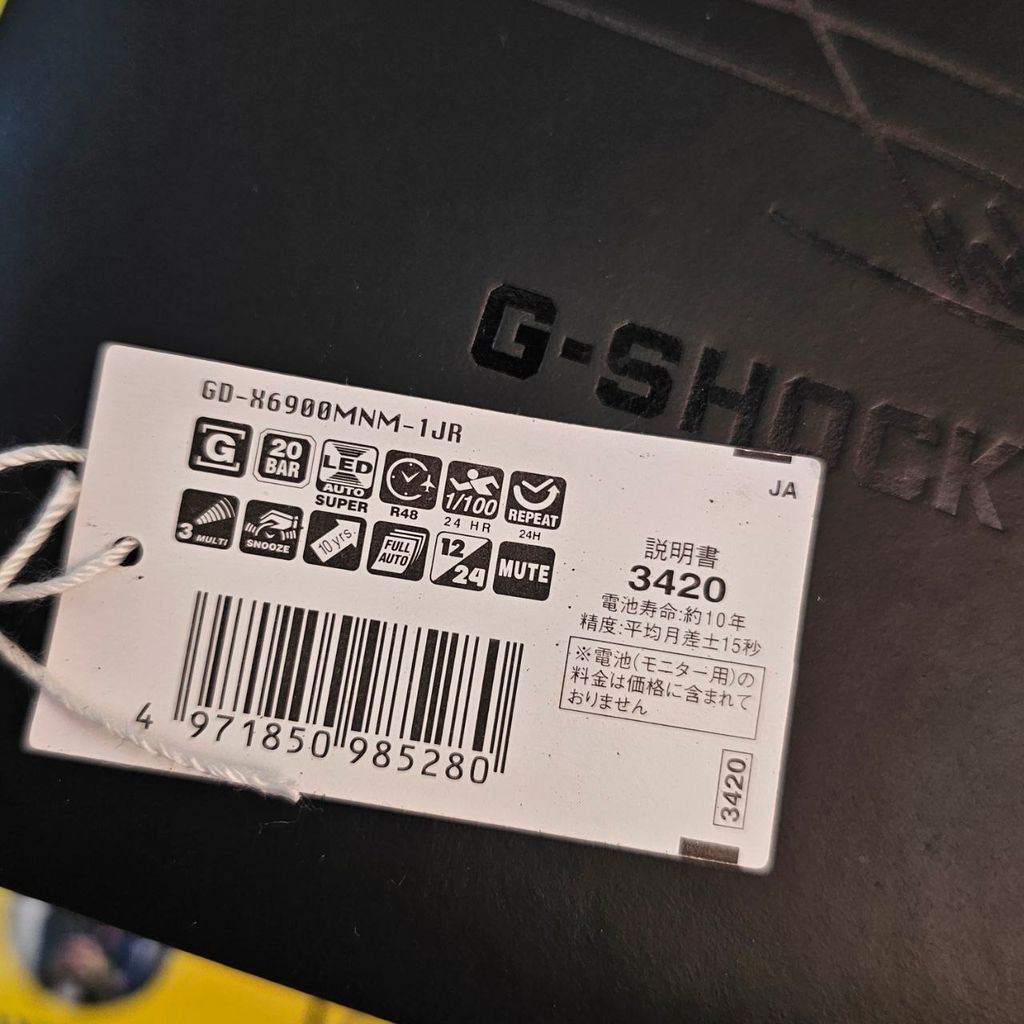 G-SHOCK
GD-X6900MNM-1JR
JA
G
20 BAR
LED
AUTO
SUPER
R48
1/100
24 HR
REPEAT
24H
3 MULTI
SNOOZE
10 yrs.
FULL
AUTO
12/24
MUTE
説明書
3420
電池寿命:約10年
精度:平均月差±15秒
※電池(モニター用)の
料金は価格に含まれて
おりません
4 971850 985280
3420